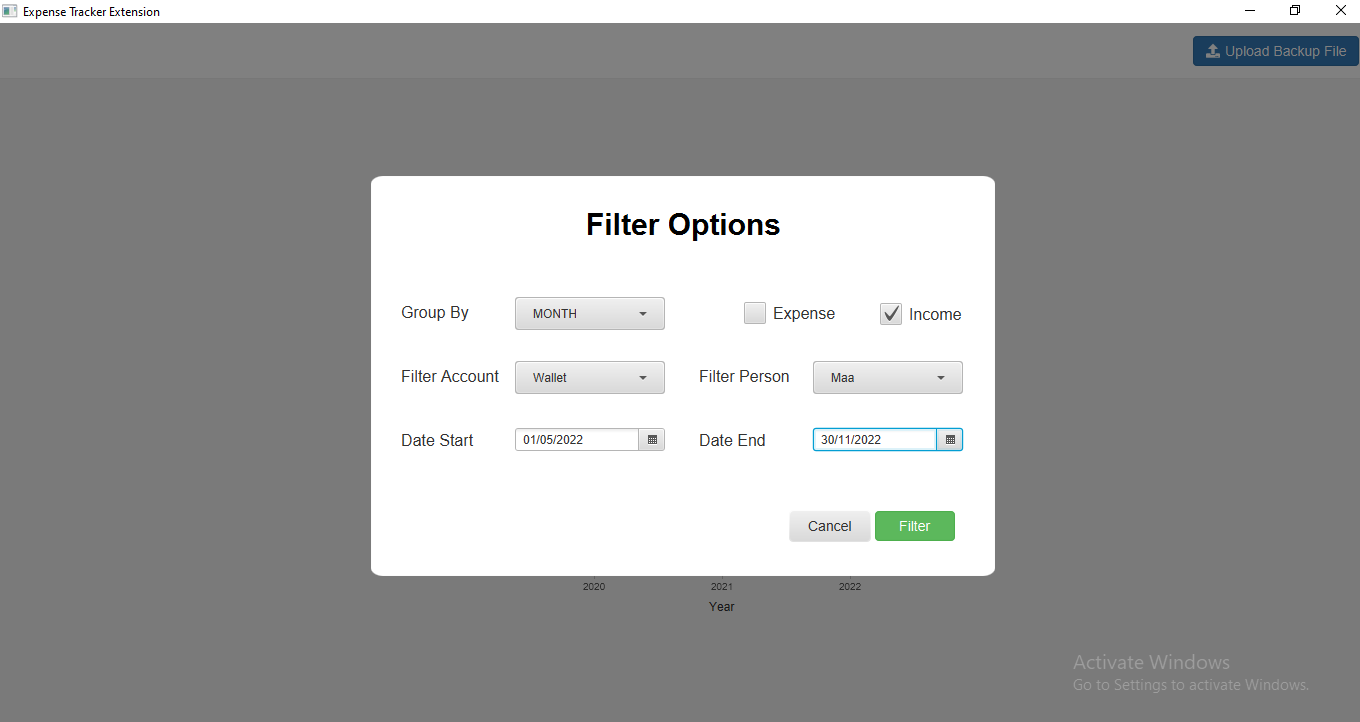 Expense Tracker Extension
Upload Backup File
Filter Options
Group By MONTH Expense Income
Filter Account Wallet Filter Person Maa
Date Start 01/05/2022 Date End 30/11/2022
Cancel Filter
2020 2021 2022
Year
Activate Windows
Go to Settings to activate Windows.